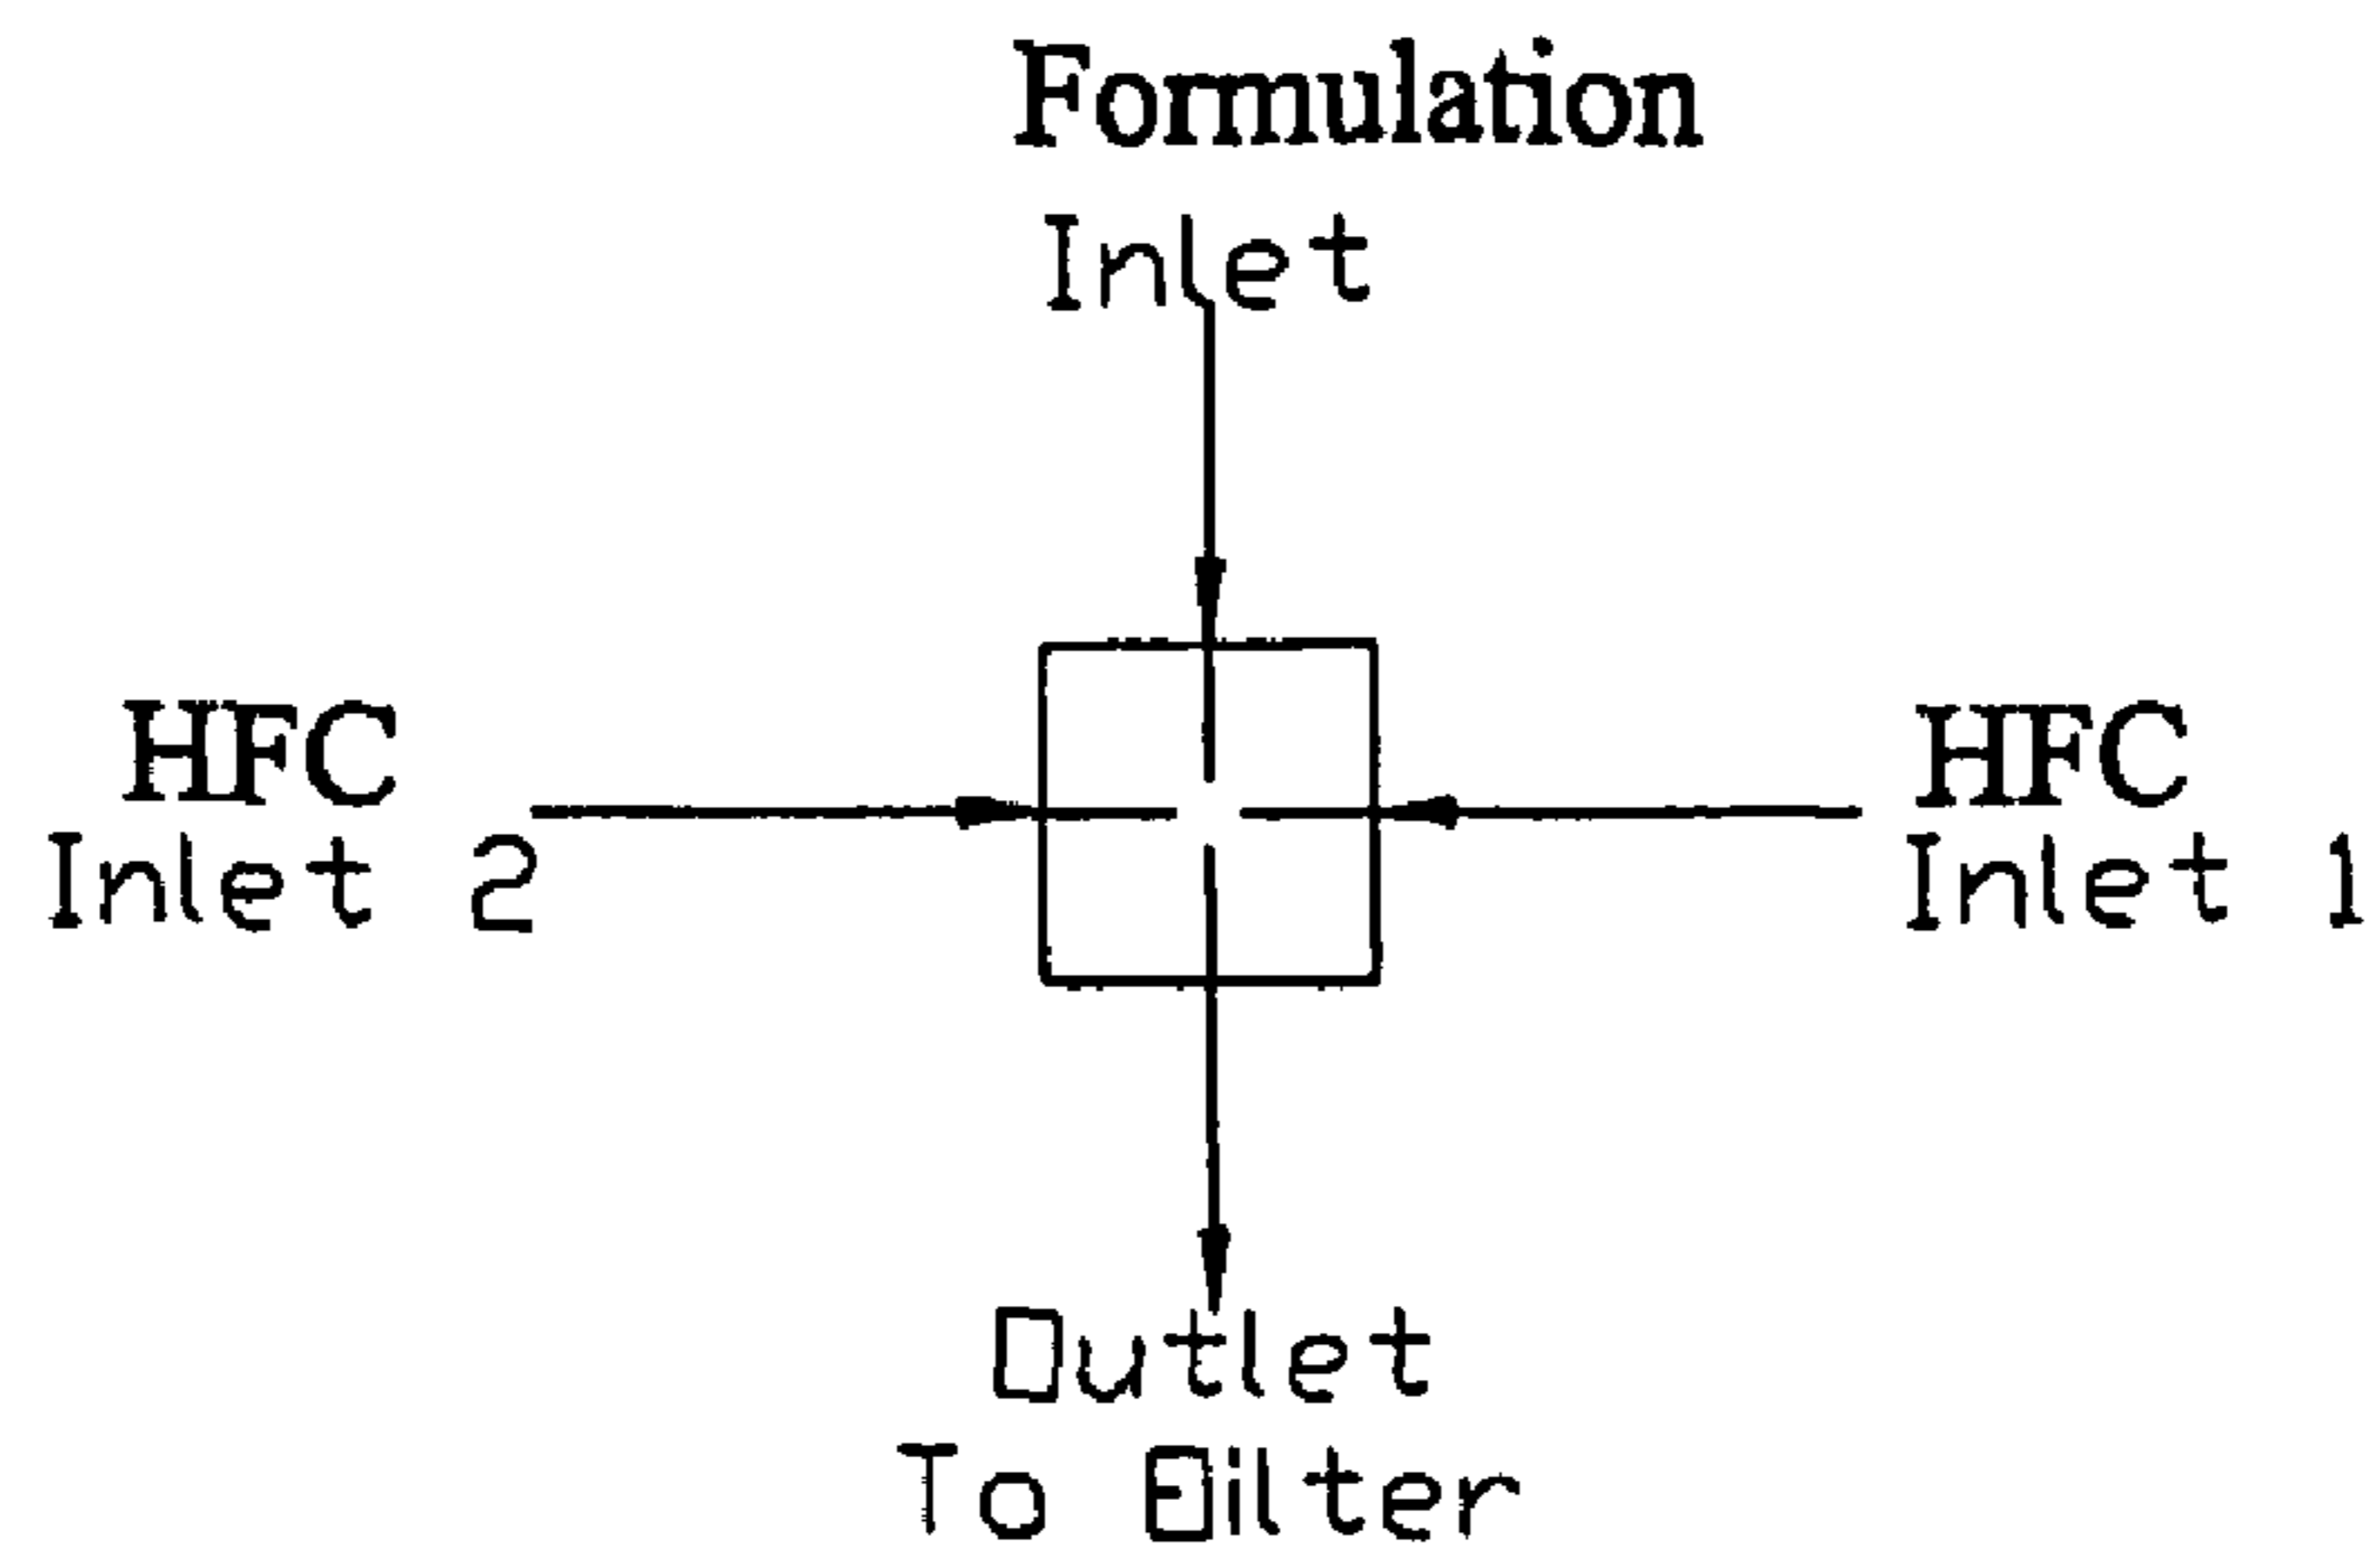 Formulation
Inlet
HFC
Inlet 2
HFC
Inlet 1
Outlet
To Filter